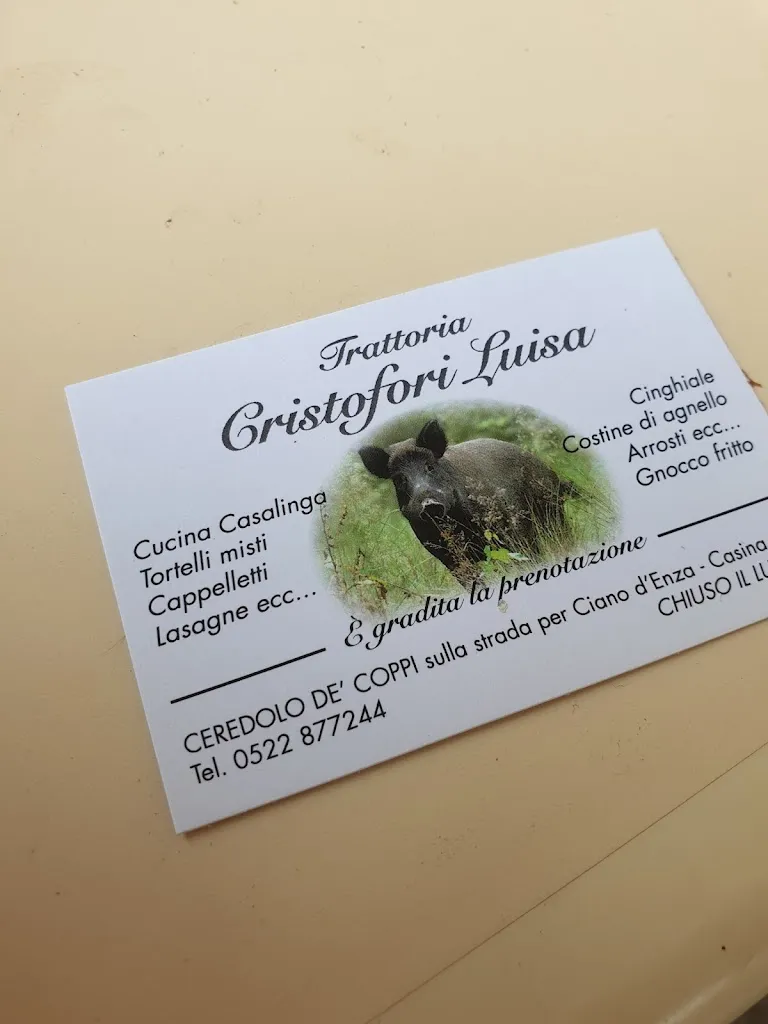 Trattoria
Cristofori Luisa
Cucina Casalinga
Tortelli misti
Cappelletti
Lasagne ecc...
Cinghiale
Costine di agnello
Arrosti ecc...
Gnocco fritto
È gradita la prenotazione
CEREDOLO DE' COPPI sulla strada per Ciano d'Enza - Casina
Tel. 0522 877244
CHIUSO IL